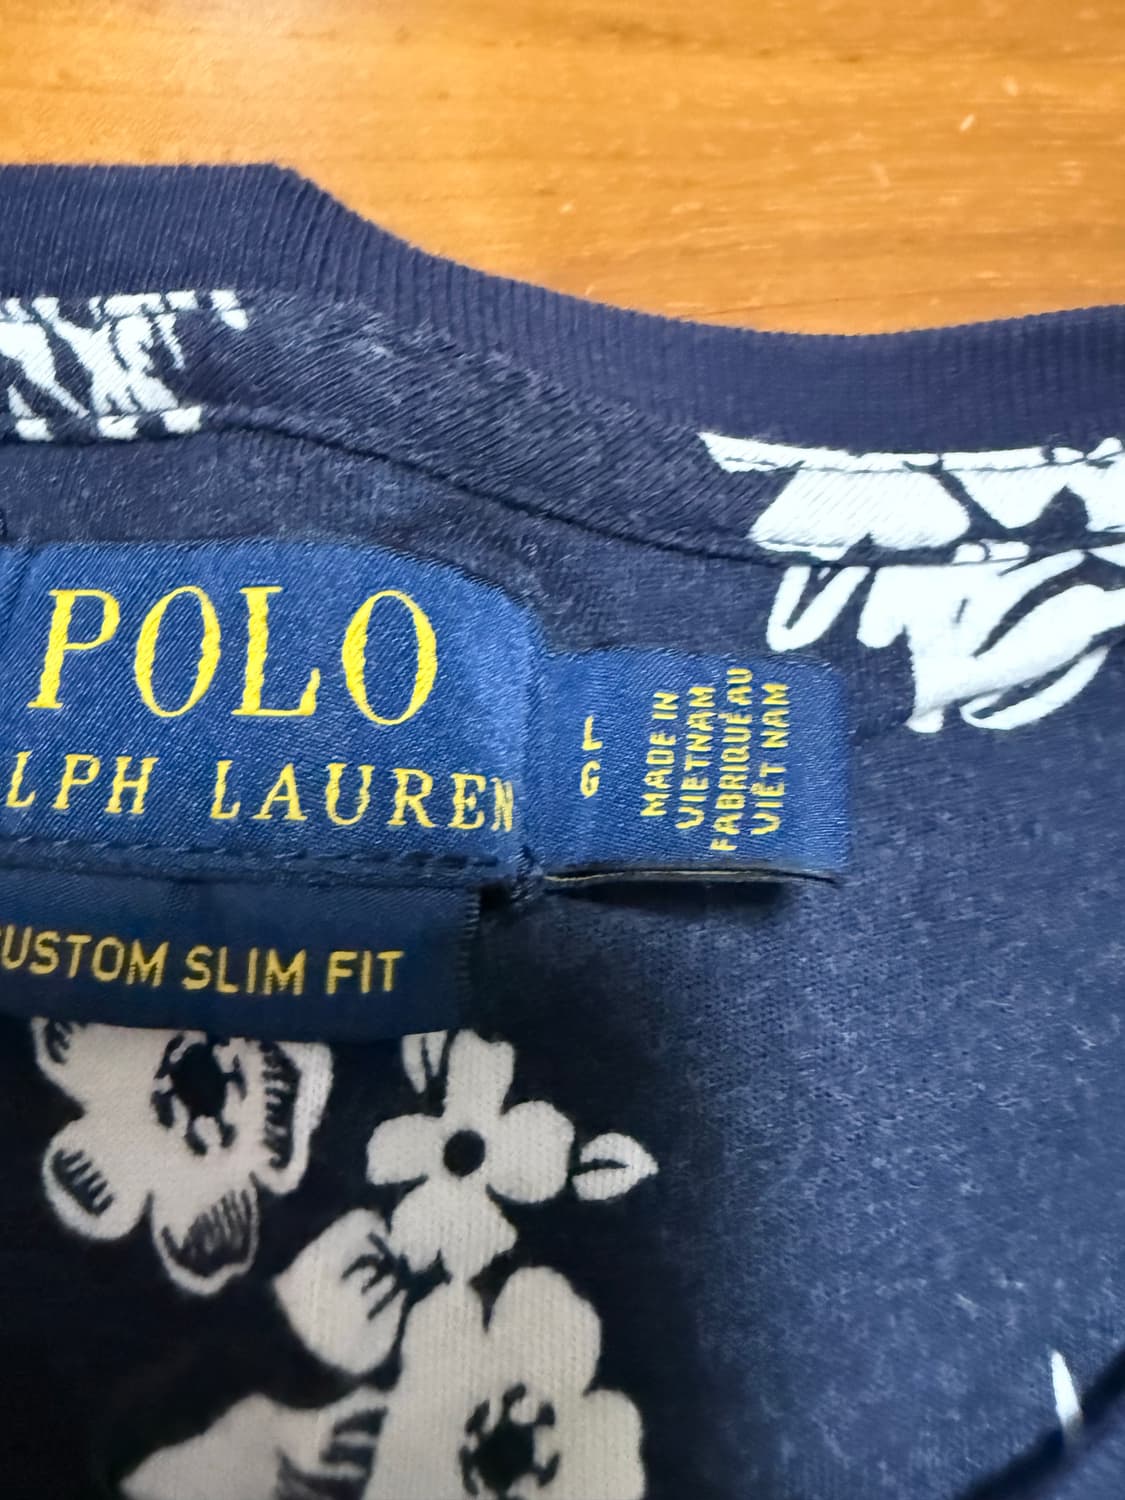 POLO
LPH LAUREN
USTOM SLIM FIT
L
G
MADE IN
VIETNAM
FABRIQUÉ AU
VIÊT NAM